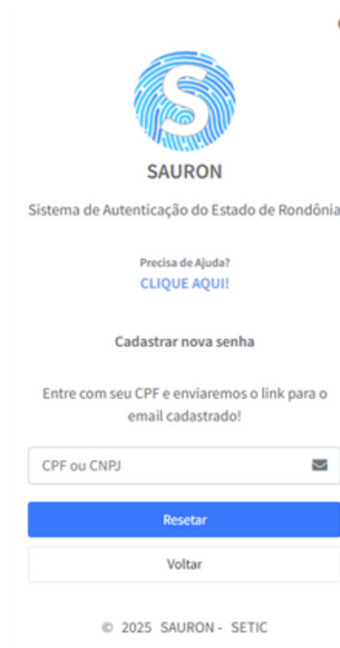 S
SAURON
Sistema de Autenticação do Estado de Rondônia
Precisa de Ajuda?
CLIQUE AQUI!
Cadastrar nova senha
Entre com seu CPF e enviaremos o link para o
email cadastrado!
CPF ou CNPJ
Resetar
Voltar
© 2025 SAURON - SETIC